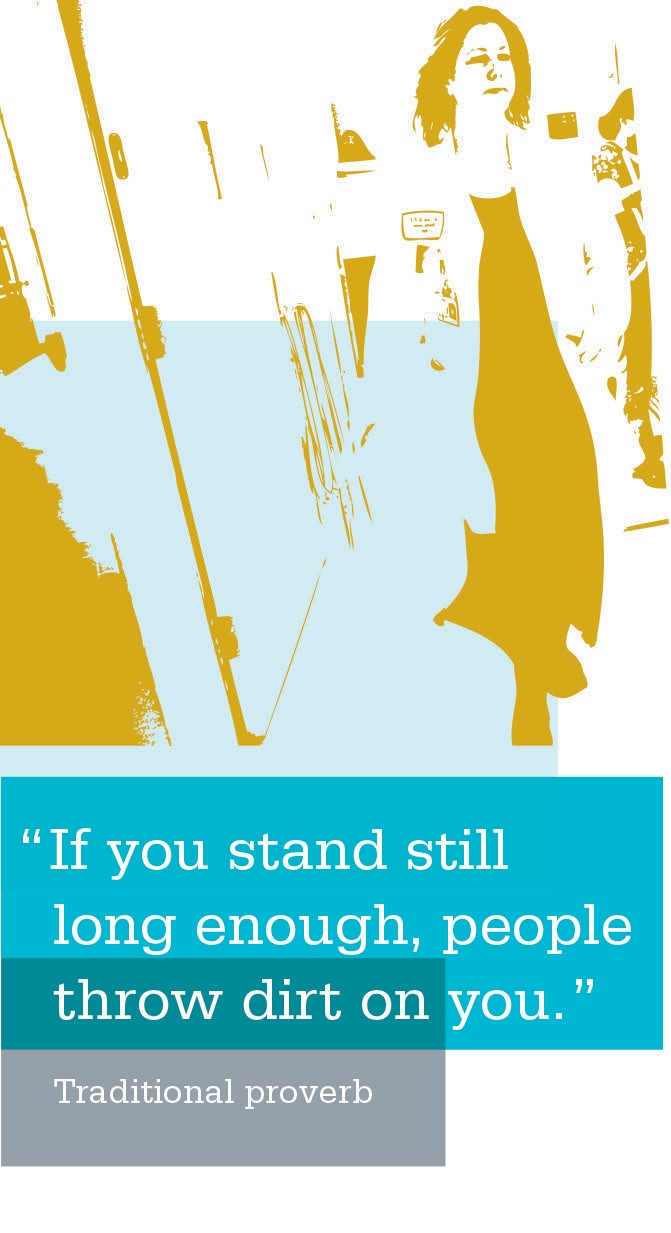 “If you stand still
long enough, people
throw dirt on you.”
Traditional proverb